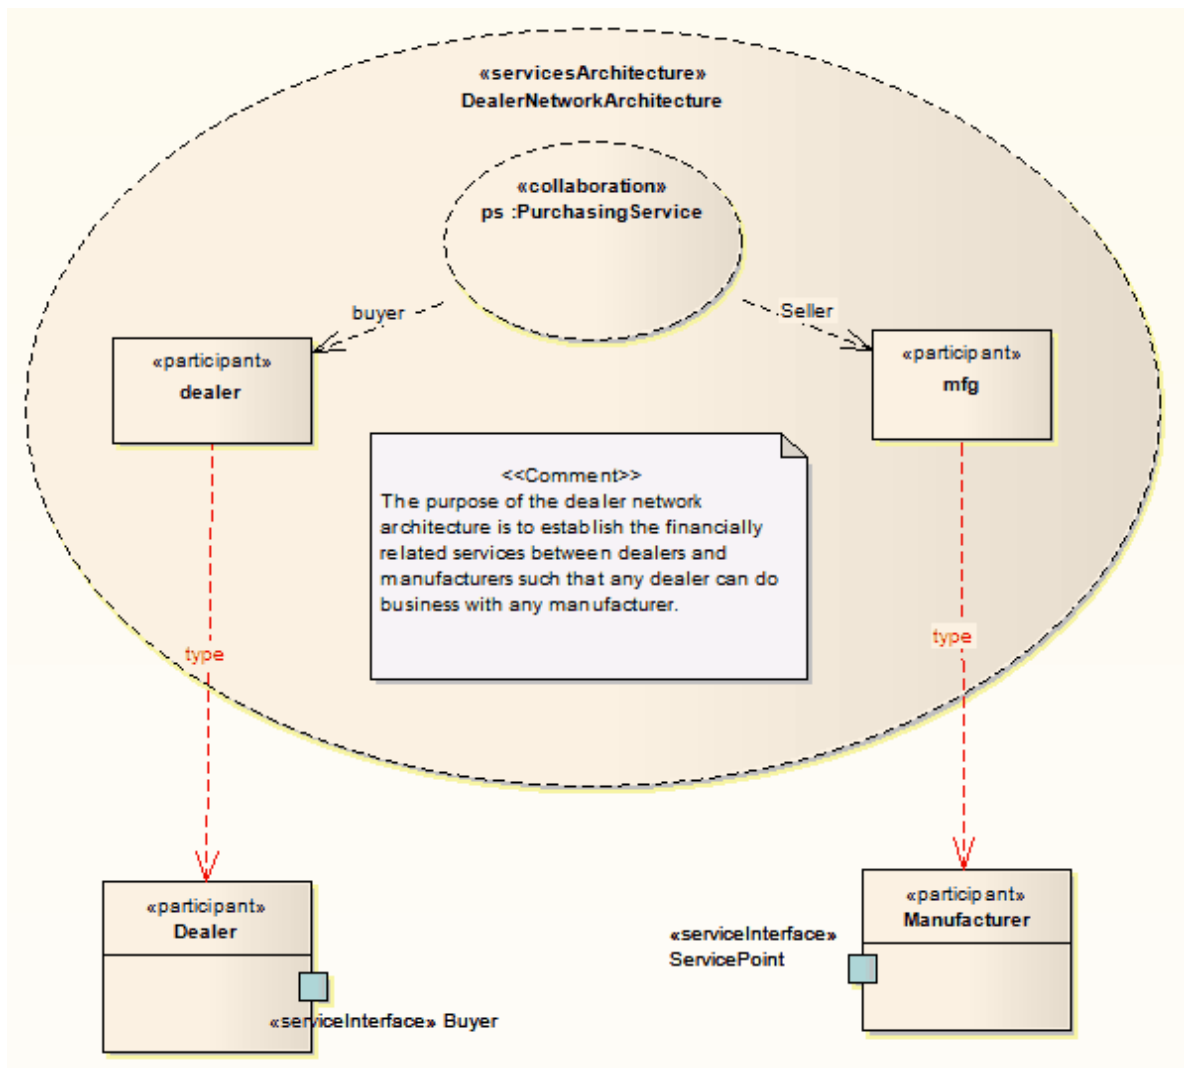 «servicesArchitecture»
DealerNetworkArchitecture
«collaboration»
ps :PurchasingService
buyer
Seller
«participant»
dealer
«participant»
mfg
<<Comment>>
The purpose of the dealer network
architecture is to establish the financially
related services between dealers and
manufacturers such that any dealer can do
business with any manufacturer.
type
type
«participant»
Dealer
«serviceInterface» Buyer
«participant»
Manufacturer
«serviceInterface»
ServicePoint